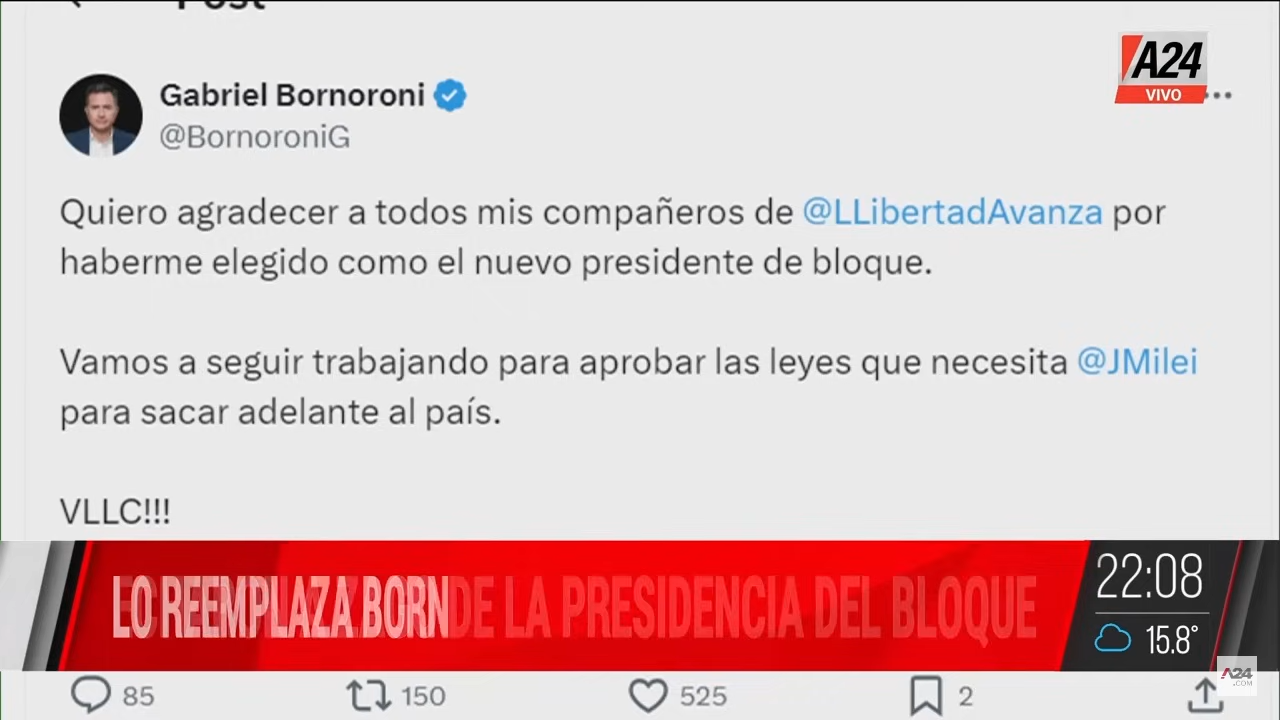 Post
A24
VIVO
Gabriel Bornoroni
@BornoroniG
Quiero agradecer a todos mis compañeros de @LLibertadAvanza por
haberme elegido como el nuevo presidente de bloque.
Vamos a seguir trabajando para aprobar las leyes que necesita @JMilei
para sacar adelante al país.
VLLC!!!
LO REEMPLAZA BORN
DE LA PRESIDENCIA DEL BLOQUE
22:08
15.8°
85 150 525 2
A24
.COM